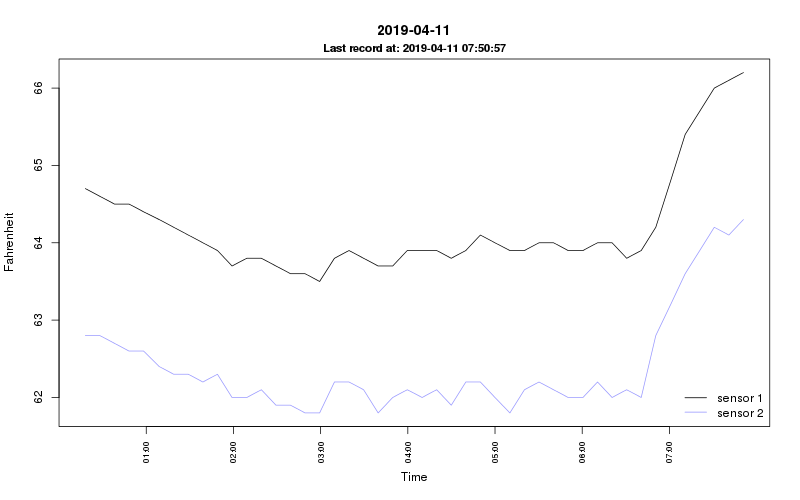 2019-04-11
Last record at: 2019-04-11 07:50:57
Fahrenheit
66
65
64
63
62
sensor 1
sensor 2
01:00 02:00 03:00 04:00 05:00 06:00 07:00
Time